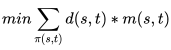 min ∑ d(s, t) * m(s, t)
π(s,t)